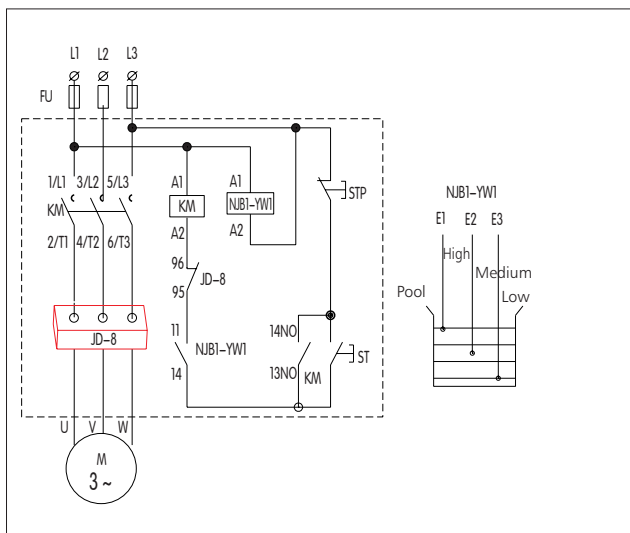 L1 L2 L3
FU
1/L1 3/L2 5/L3
KM
2/T1 4/T2 6/T3
JD-8
U V W
M
3 ~
A1
KM
A2
96
JD-8
95
11
NJB1-YW1
14
A1
NJB1-YW1
A2
STP
14NO
13NO KM
ST
NJB1-YW1
E1 E2 E3
High
Medium
Pool Low